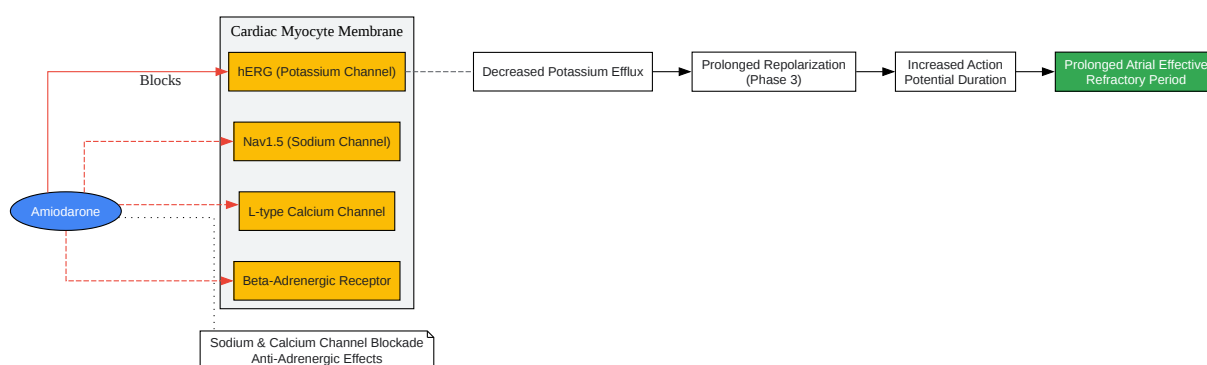 Cardiac Myocyte Membrane
hERG (Potassium Channel)
Decreased Potassium Efflux
Prolonged Repolarization
(Phase 3)
Increased Action
Potential Duration
Prolonged Atrial Effective
Refractory Period
Blocks
Nav1.5 (Sodium Channel)
Amiodarone
L-type Calcium Channel
Beta-Adrenergic Receptor
Sodium & Calcium Channel Blockade
Anti-Adrenergic Effects